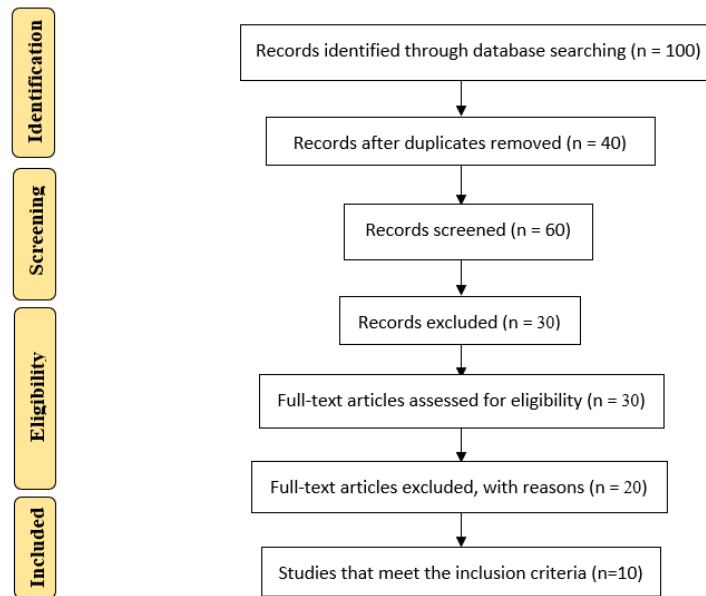 Identification
Records identified through database searching (n = 100)
Records after duplicates removed (n = 40)
Screening
Records screened (n = 60)
Records excluded (n = 30)
Eligibility
Full-text articles assessed for eligibility (n = 30)
Full-text articles excluded, with reasons (n = 20)
Included
Studies that meet the inclusion criteria (n=10)